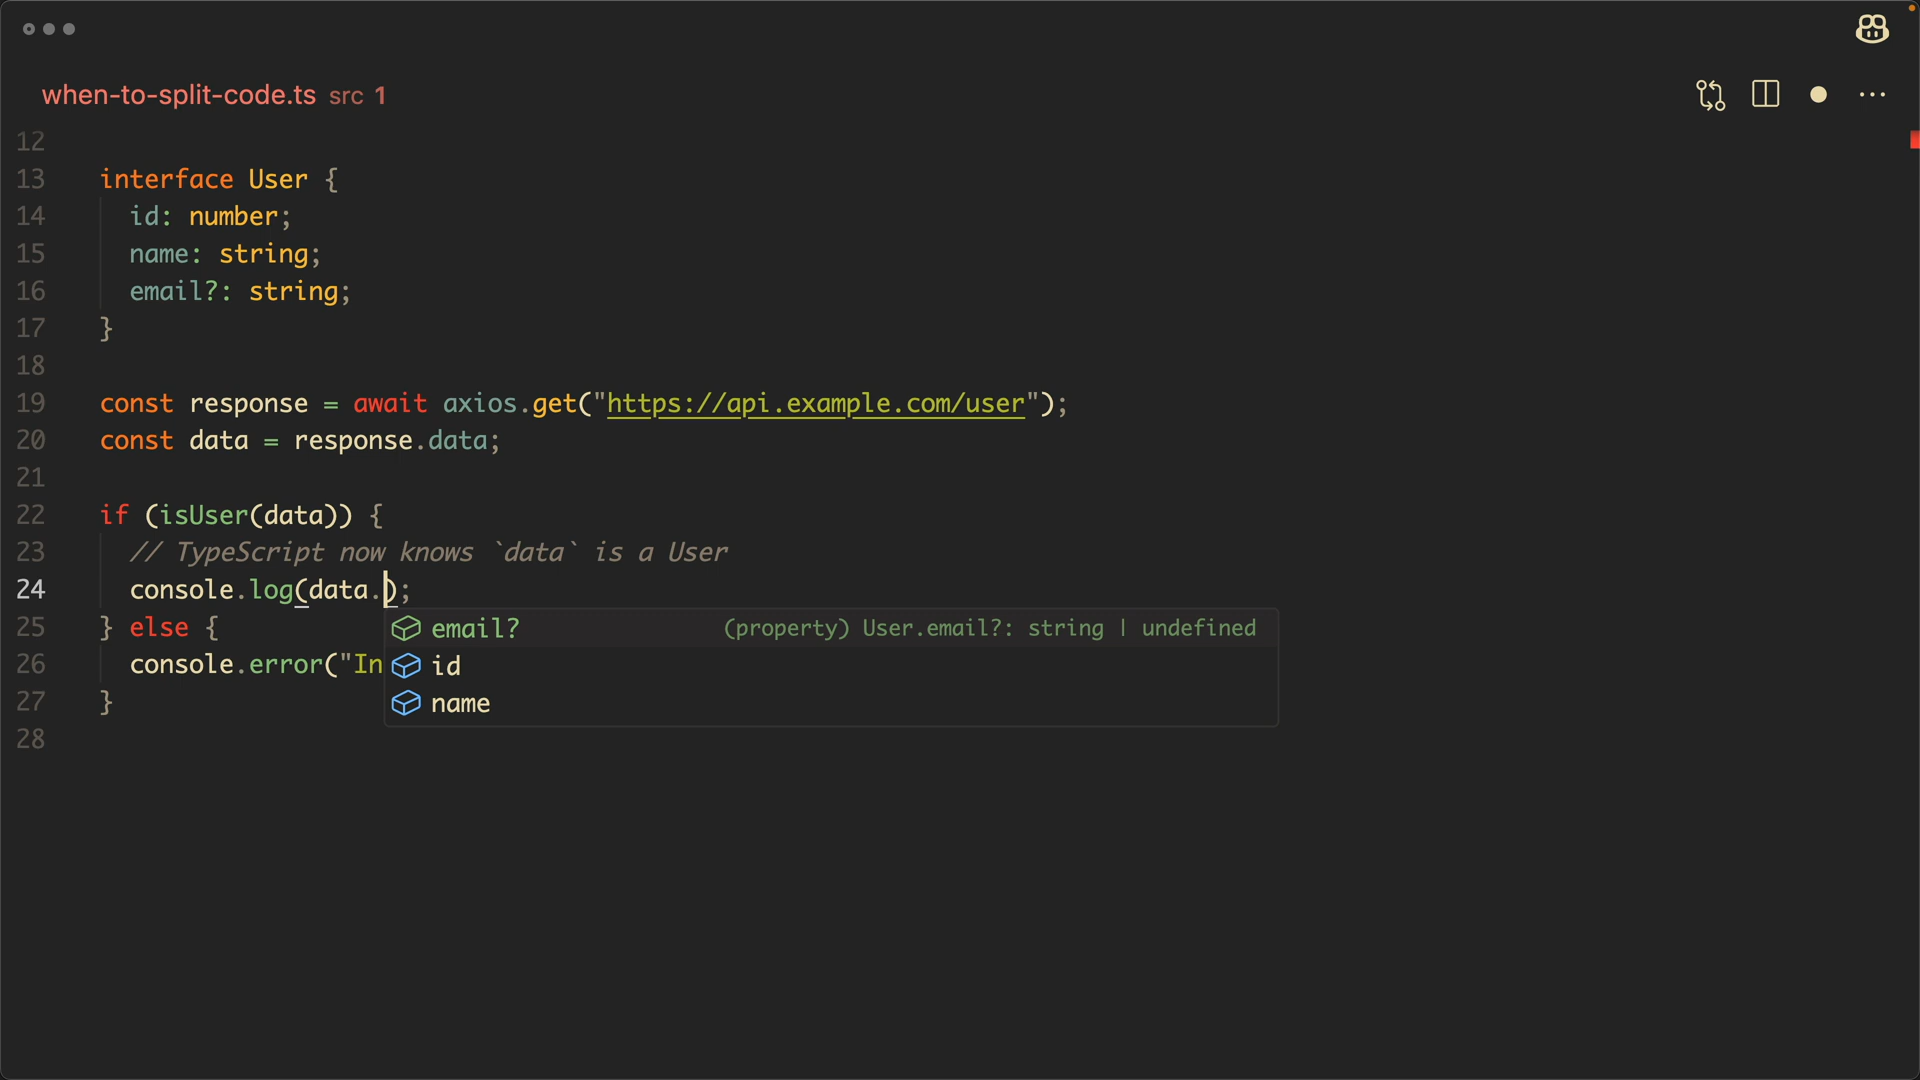 when-to-split-code.ts src 1
12
13 interface User {
14 id: number;
15 name: string;
16 email?: string;
17 }
18
19 const response = await axios.get("https://api.example.com/user");
20 const data = response.data;
21
22 if (isUser(data)) {
23 // TypeScript now knows `data` is a User
24 console.log(data.);
25 } else {
email? (property) User.email?: string | undefined
26 console.error("In
id
27 }
name
28